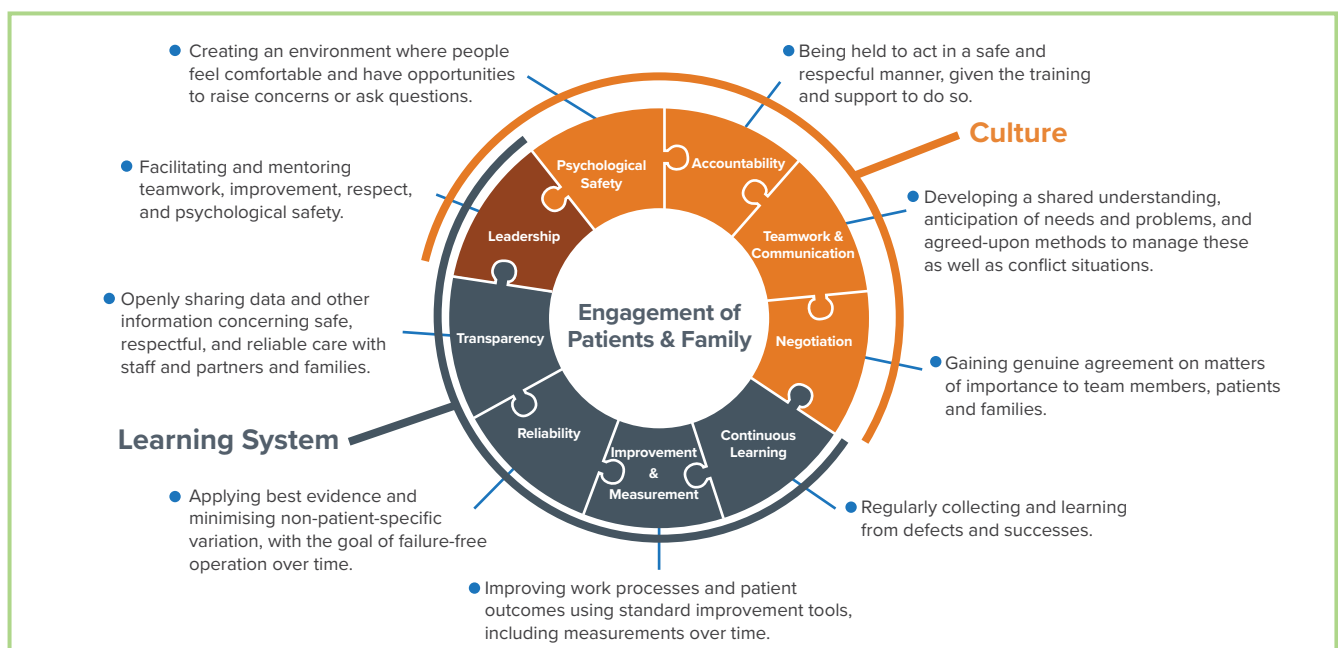 Creating an environment where people
feel comfortable and have opportunities
to raise concerns or ask questions.
Being held to act in a safe and
respecful manner, given the training
and support to do so.
Culture
Facilitating and mentoring
teamwork, improvement, respect,
and psychological safety.
Psychological
Safety
Accountability
Developing a shared understanding,
anticipation of needs and problems, and
agreed-upon methods to manage these
as well as conflict situations.
Leadership
Teamwork &
Communication
Openly sharing data and other
information concerning safe,
respectful, and reliable care with
staff and partners and families.
Transparency
Engagement of
Patients & Family
Negotiation
Gaining genuine agreement on matters
of importance to team members, patients
and families.
Learning System
Reliability
Improvement
&
Measurement
Continuous
Learning
Applying best evidence and
minimising non-patient-specific
variation, with the goal of failure-free
operation over time.
Regularly collecting and learning
from defects and successes.
Improving work processes and patient
outcomes using standard improvement tools,
including measurements over time.